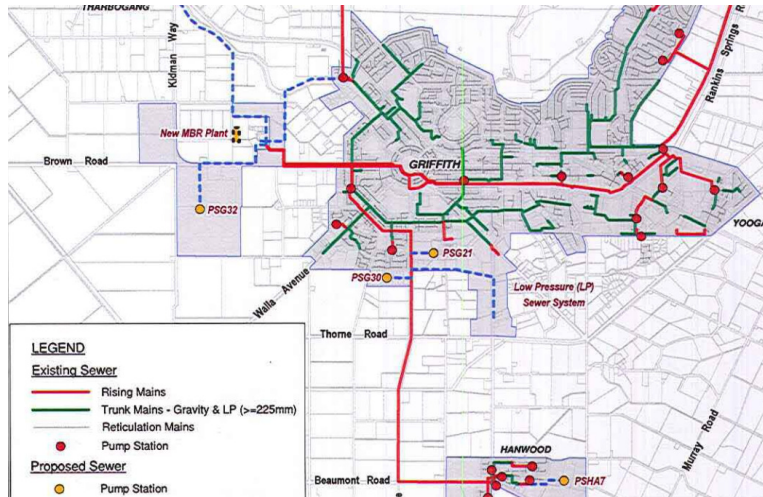 THARBOGANG
Kidman Way
Rankins Springs R
New MBR Plant
Brown Road
GRIFFITH
PSG32
YOOGA
PSG21
PSG30
Walla Avenue
Low Pressure (LP)
Sewer System
Thorne Road
LEGEND
Existing Sewer
Rising Mains
Trunk Mains - Gravity & LP (>=225mm)
Reticulation Mains
Pump Station
Proposed Sewer
Pump Station
Murray Road
HANWOOD
Beaumont Road
PSHA7